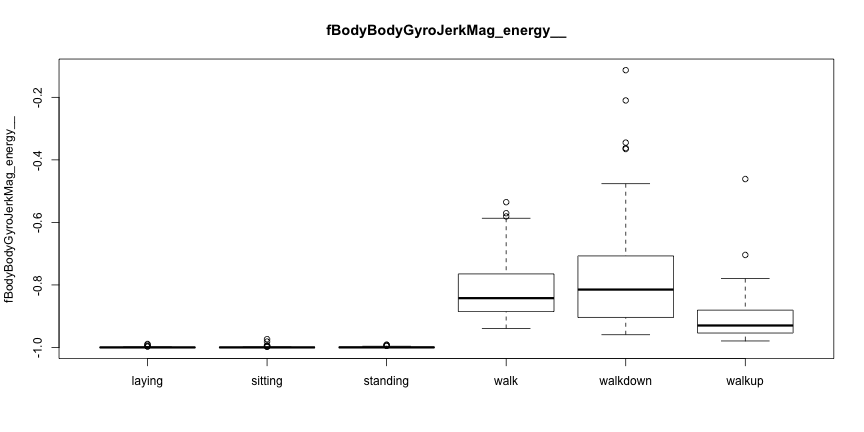 fBodyBodyGyroJerkMag_energy__
fBodyBodyGyroJerkMag_energy__
-0.2
-0.4
-0.6
-0.8
-1.0
laying sitting standing walk walkdown walkup